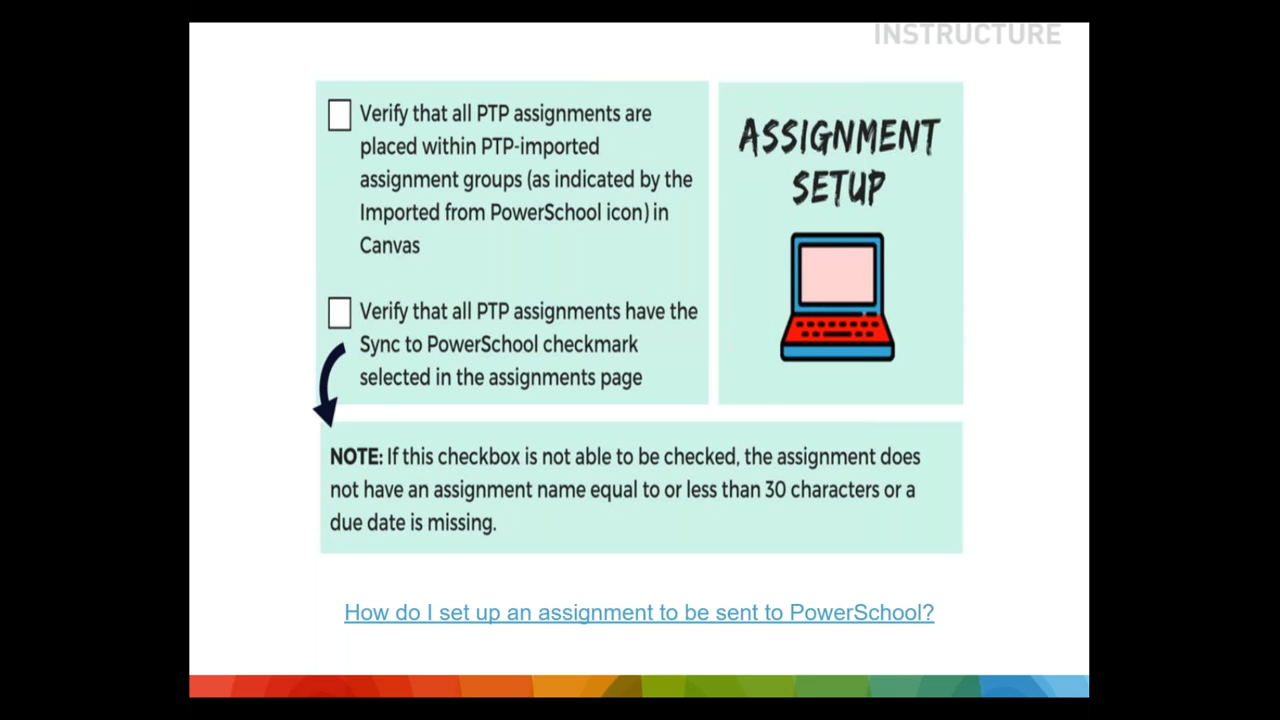 INSTRUCTURE
Verify that all PTP assignments are
placed within PTP-imported
assignment groups (as indicated by the
Imported from PowerSchool icon) in
Canvas
Verify that all PTP assignments have the
Sync to PowerSchool checkmark
selected in the assignments page
ASSIGNMENT
SETUP
NOTE: If this checkbox is not able to be checked, the assignment does
not have an assignment name equal to or less than 30 characters or a
due date is missing.
How do I set up an assignment to be sent to PowerSchool?